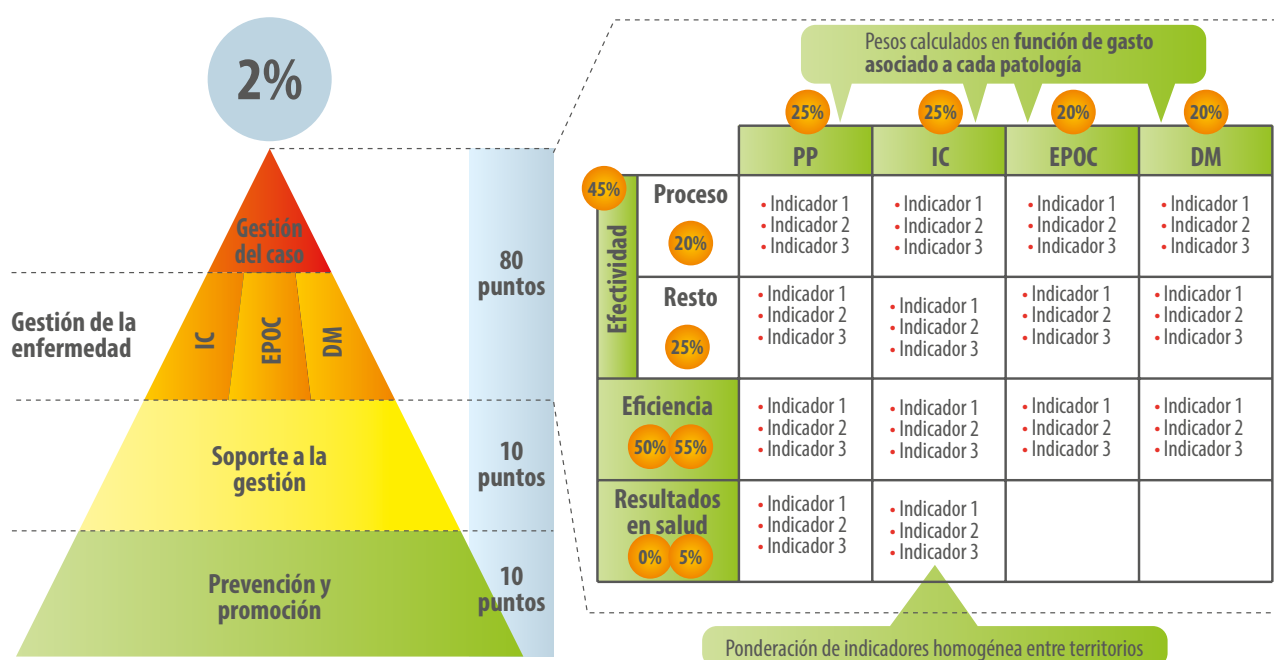 2%
Gestión
del caso
Gestión de la
enfermedad
IC
EPOC
DM
Soporte a la
gestión
Prevención y
promoción
80
puntos
10
puntos
10
puntos
Pesos calculados en función de gasto
asociado a cada patología
25%
25%
20%
20%
PP
IC
EPOC
DM
45%
Efectividad
Proceso
20%
• Indicador 1
• Indicador 2
• Indicador 3
• Indicador 1
• Indicador 2
• Indicador 3
• Indicador 1
• Indicador 2
• Indicador 3
• Indicador 1
• Indicador 2
• Indicador 3
Resto
25%
• Indicador 1
• Indicador 2
• Indicador 3
• Indicador 1
• Indicador 2
• Indicador 3
• Indicador 1
• Indicador 2
• Indicador 3
• Indicador 1
• Indicador 2
• Indicador 3
Eficiencia
50% 55%
• Indicador 1
• Indicador 2
• Indicador 3
• Indicador 1
• Indicador 2
• Indicador 3
• Indicador 1
• Indicador 2
• Indicador 3
• Indicador 1
• Indicador 2
• Indicador 3
Resultados
en salud
0% 5%
• Indicador 1
• Indicador 2
• Indicador 3
• Indicador 1
• Indicador 2
• Indicador 3
Ponderación de indicadores homogénea entre territorios